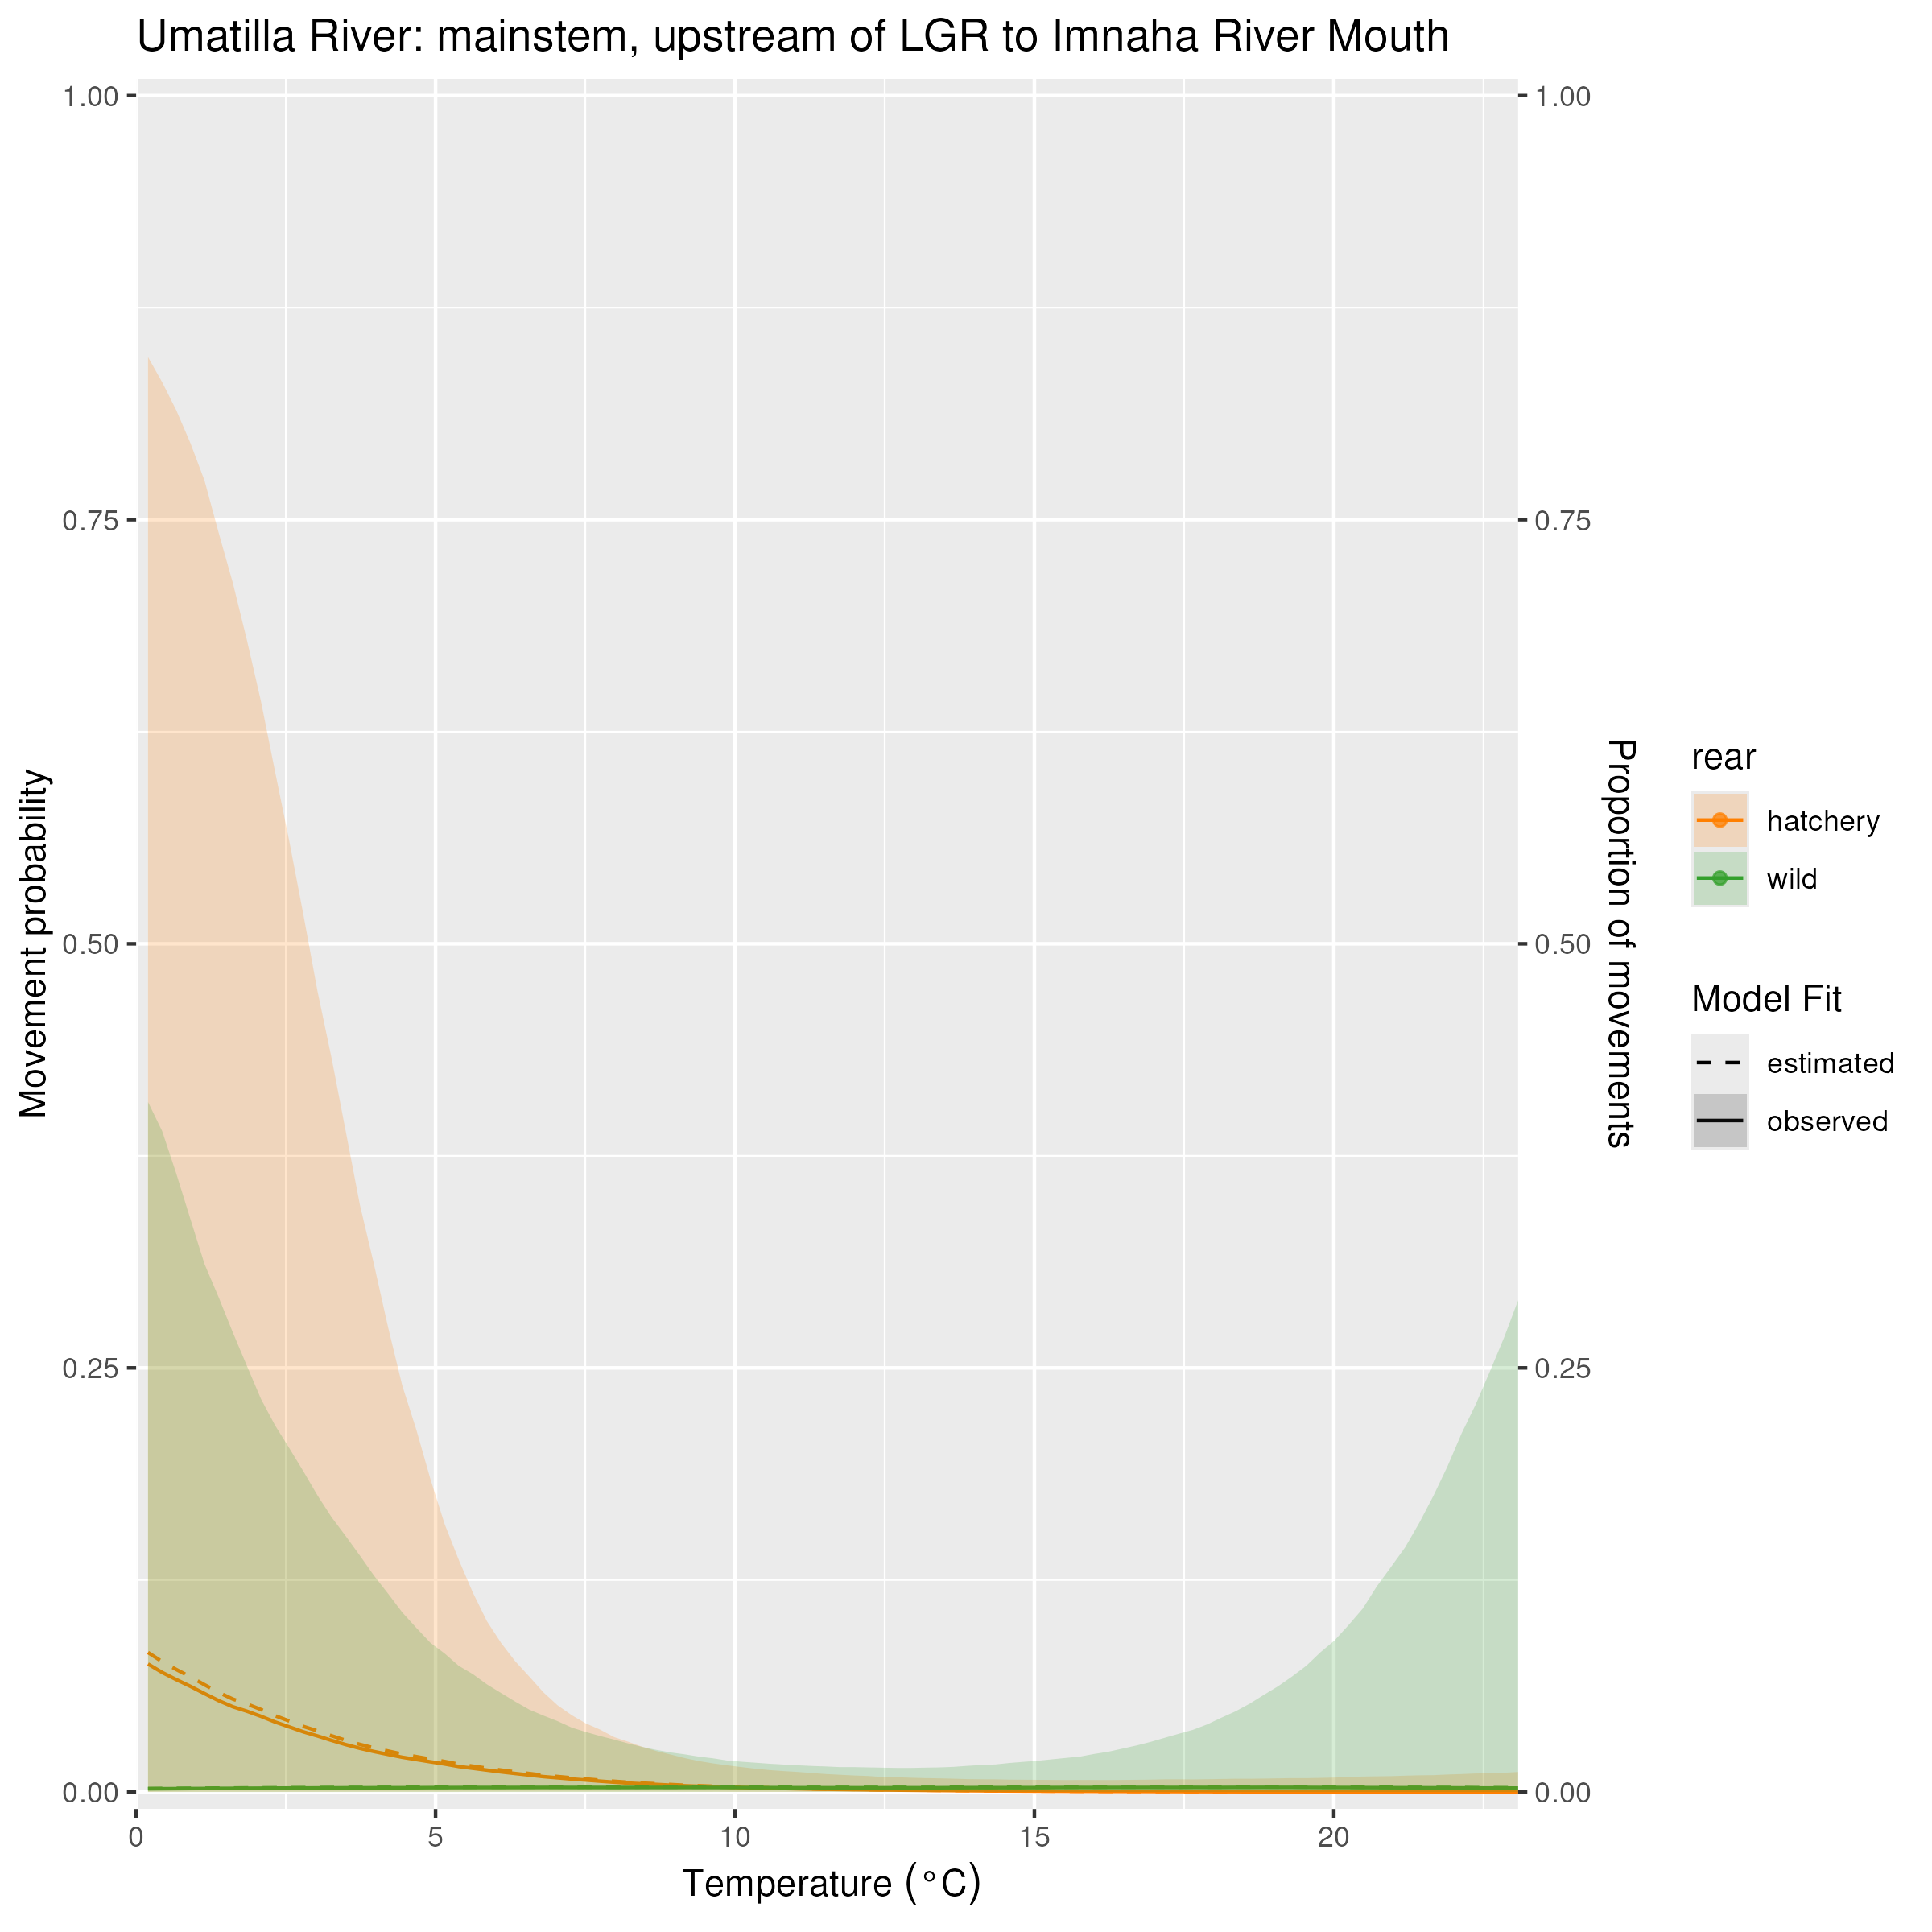 Umatilla River: mainstem, upstream of LGR to Imnaha River Mouth
Movement probability
1.00
0.75
0.50
0.25
0.00
0
5
10
15
20
Temperature (°C)
1.00
0.75
0.50
0.25
0.00
Proportion of movements
rear
hatchery
wild
Model Fit
estimated
observed